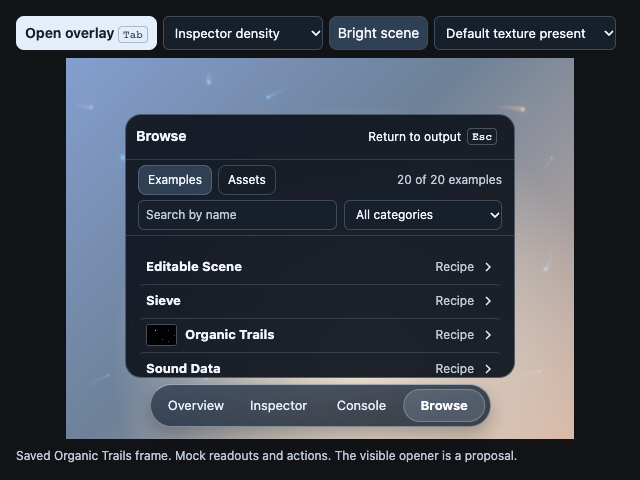 Open overlay Tab Inspector density Bright scene Default texture present
Browse Return to output Esc
Examples Assets 20 of 20 examples
Search by name All categories
Editable Scene Recipe
Sieve Recipe
Organic Trails Recipe
Sound Data Recipe
Overview Inspector Console Browse
Saved Organic Trails frame. Mock readouts and actions. The visible opener is a proposal.